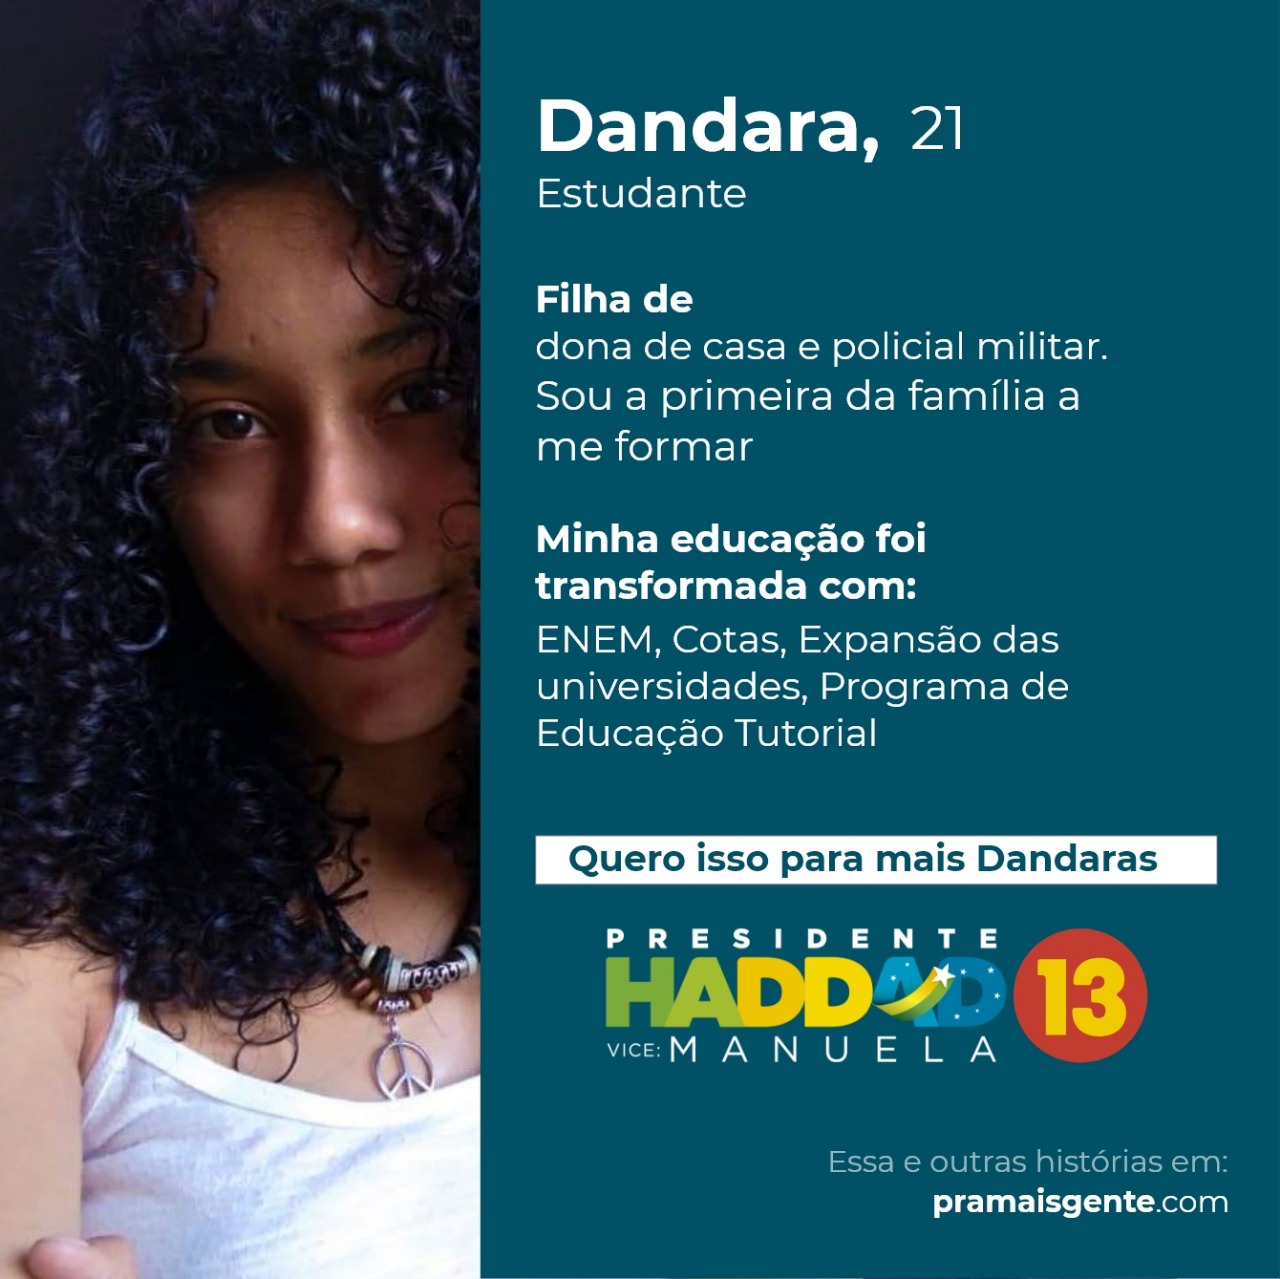 Dandara, 21
Estudante
Filha de
dona de casa e policial militar.
Sou a primeira da família a
me formar
Minha educação foi
transformada com:
ENEM, Cotas, Expansão das
universidades, Programa de
Educação Tutorial
Quero isso para mais Dandaras
PRESIDENTE
HADDAD 13
VICE: MANUELA
Essa e outras histórias em:
pramaisgente.com